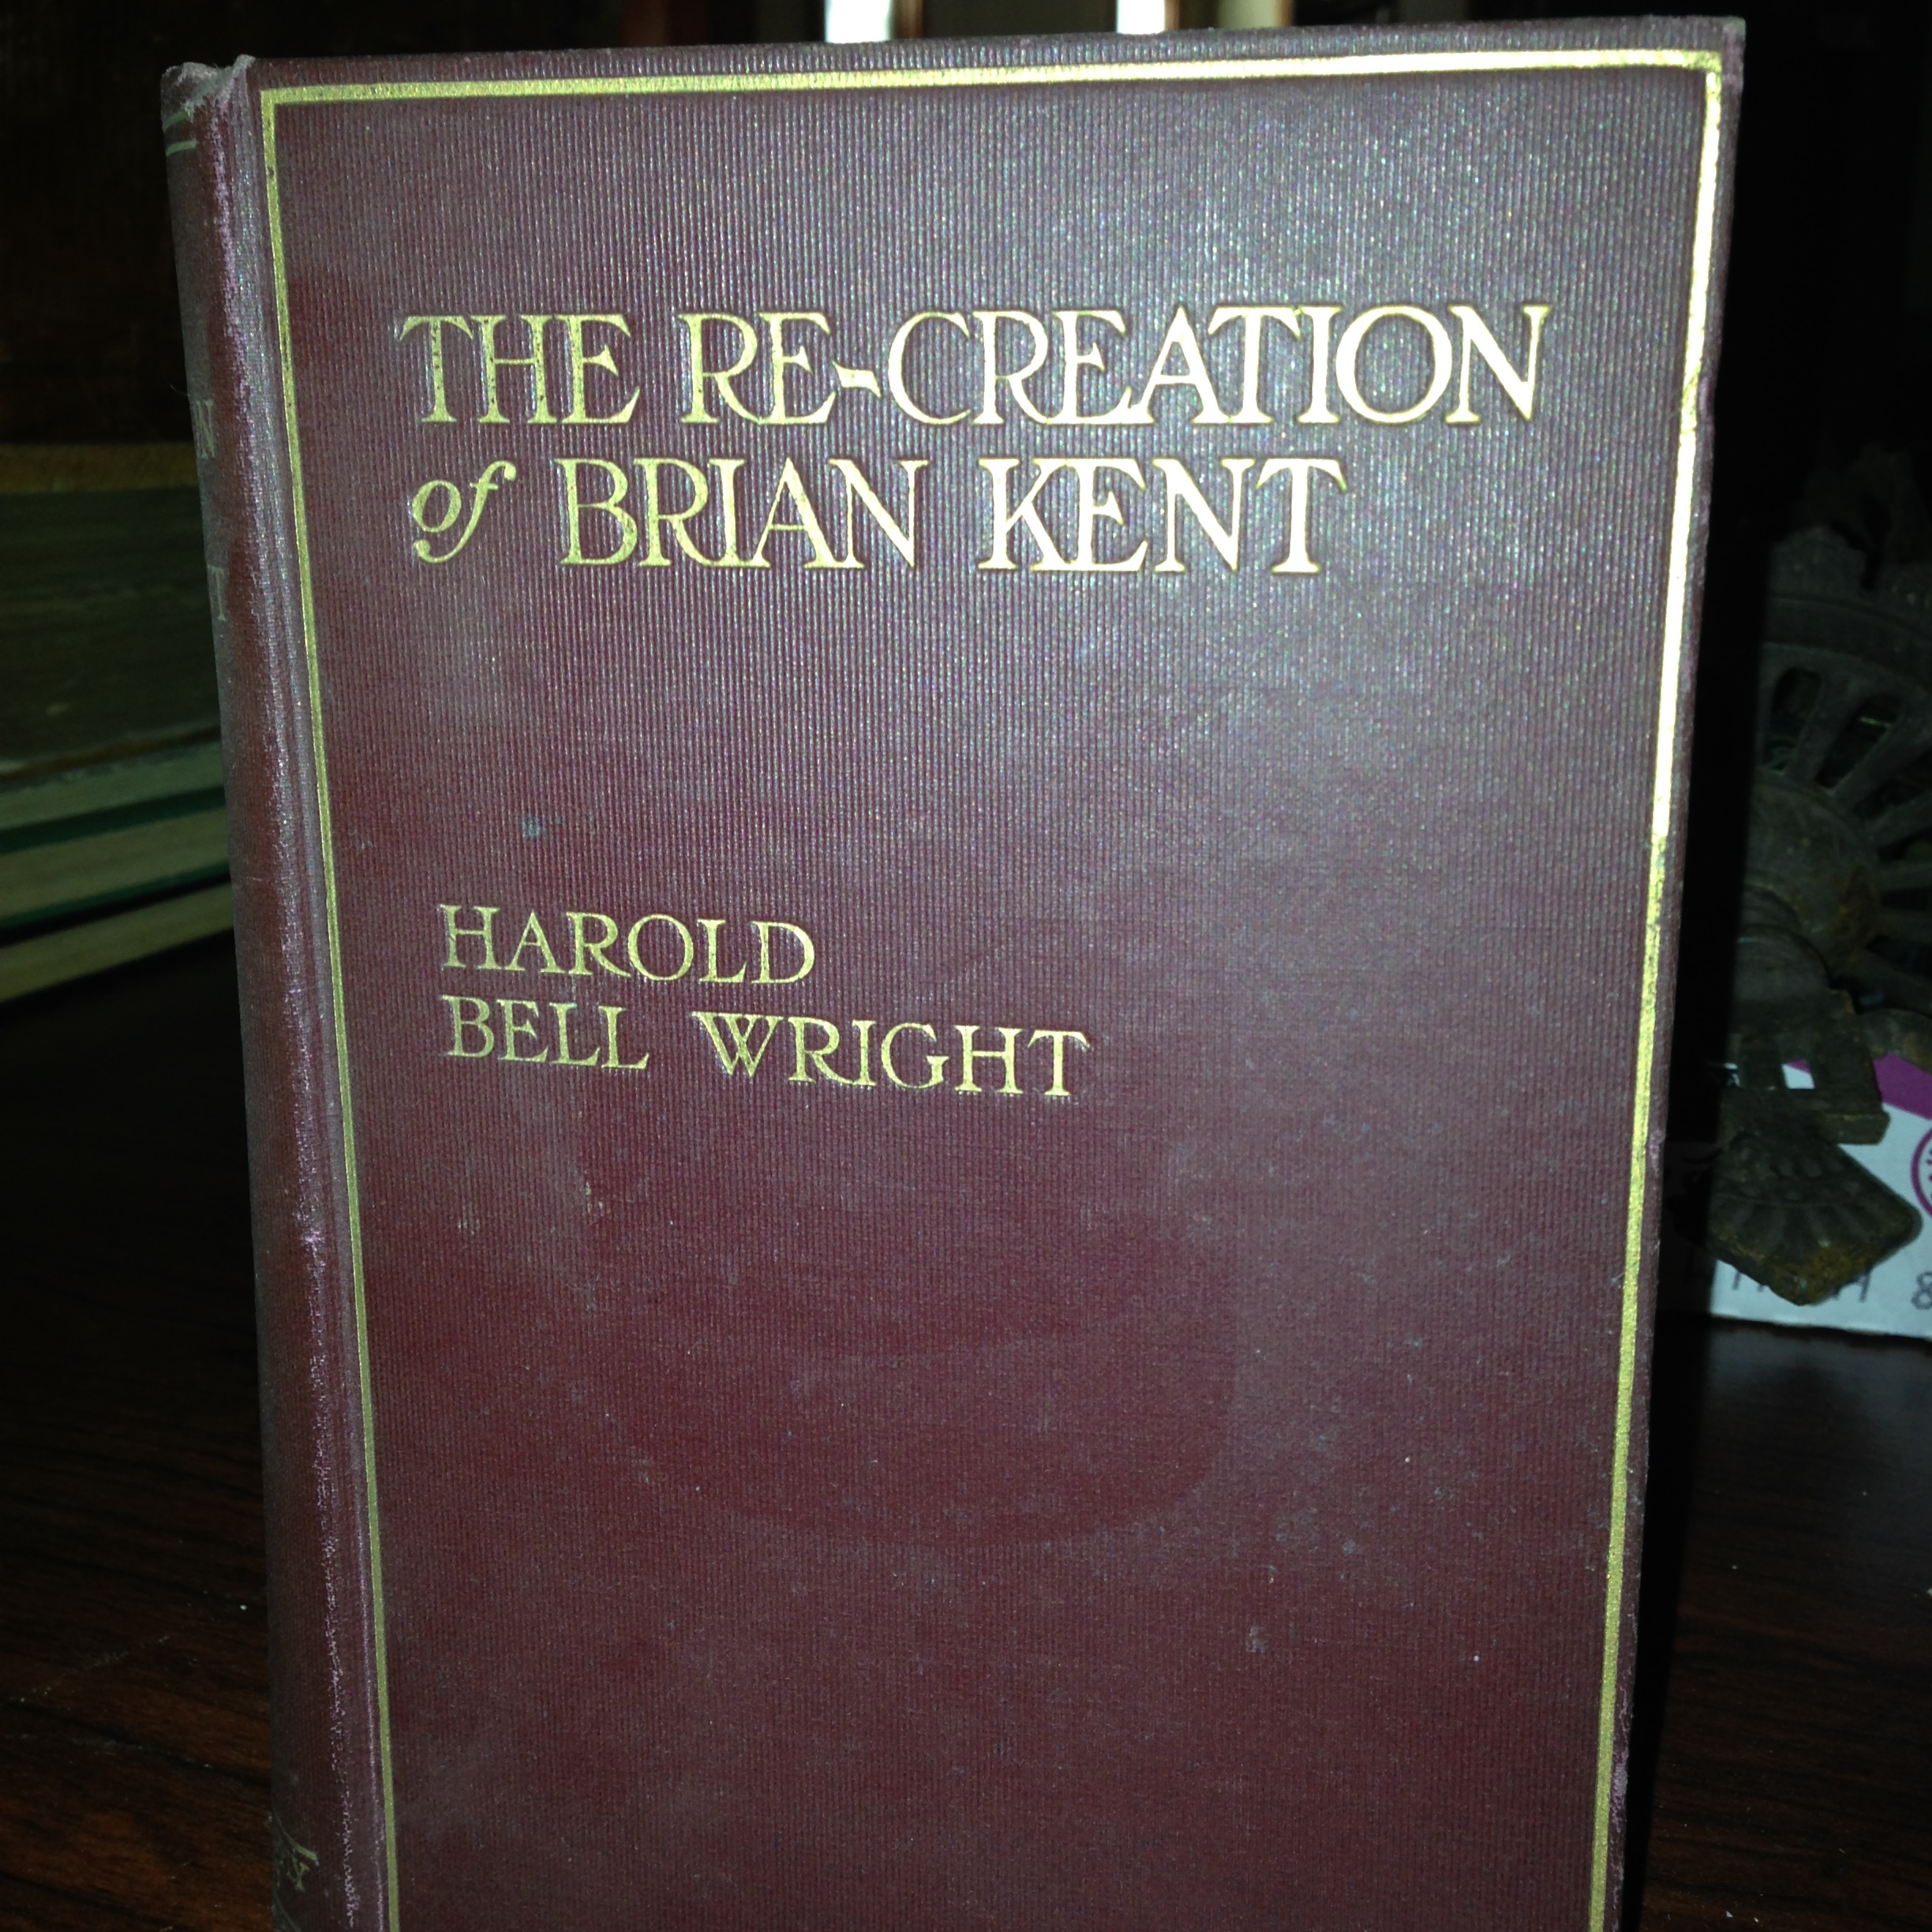 THE RE-CREATION
of BRIAN KENT
HAROLD
BELL WRIGHT